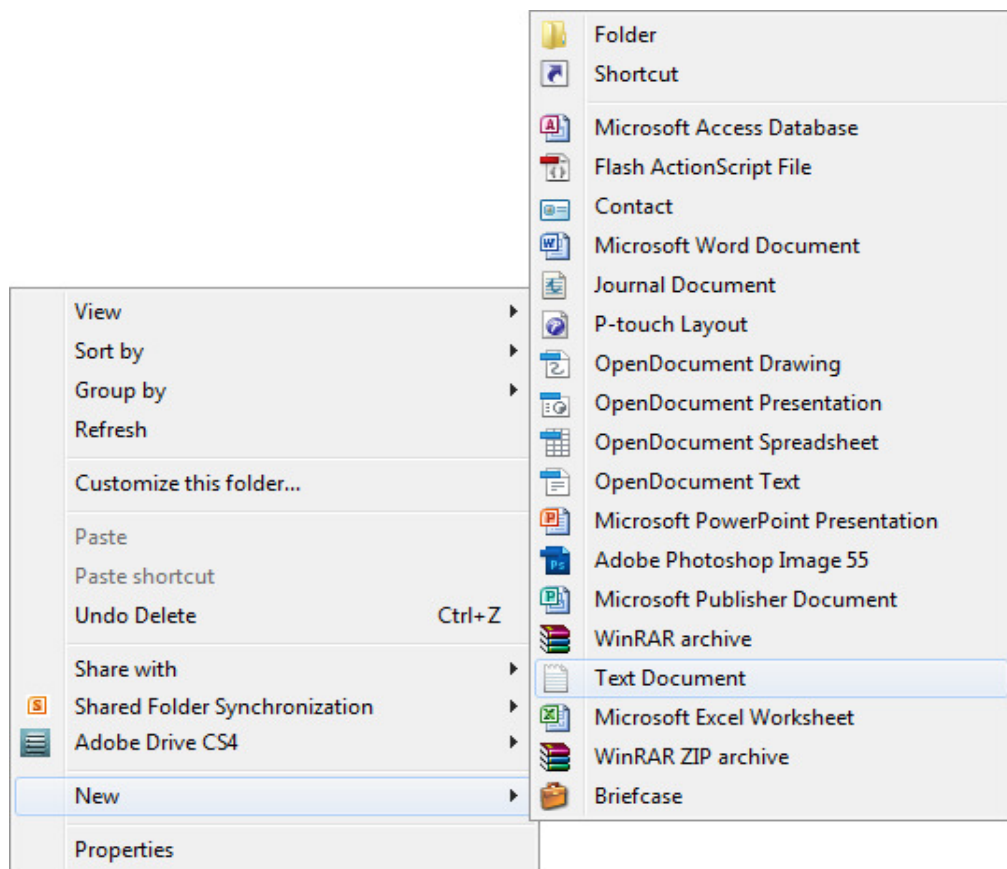 View
Sort by
Group by
Refresh
Customize this folder...
Paste
Paste shortcut
Undo Delete Ctrl+Z
Share with
Shared Folder Synchronization
Adobe Drive CS4
New
Properties
Folder
Shortcut
Microsoft Access Database
Flash ActionScript File
Contact
Microsoft Word Document
Journal Document
P-touch Layout
OpenDocument Drawing
OpenDocument Presentation
OpenDocument Spreadsheet
OpenDocument Text
Microsoft PowerPoint Presentation
Adobe Photoshop Image 55
Microsoft Publisher Document
WinRAR archive
Text Document
Microsoft Excel Worksheet
WinRAR ZIP archive
Briefcase